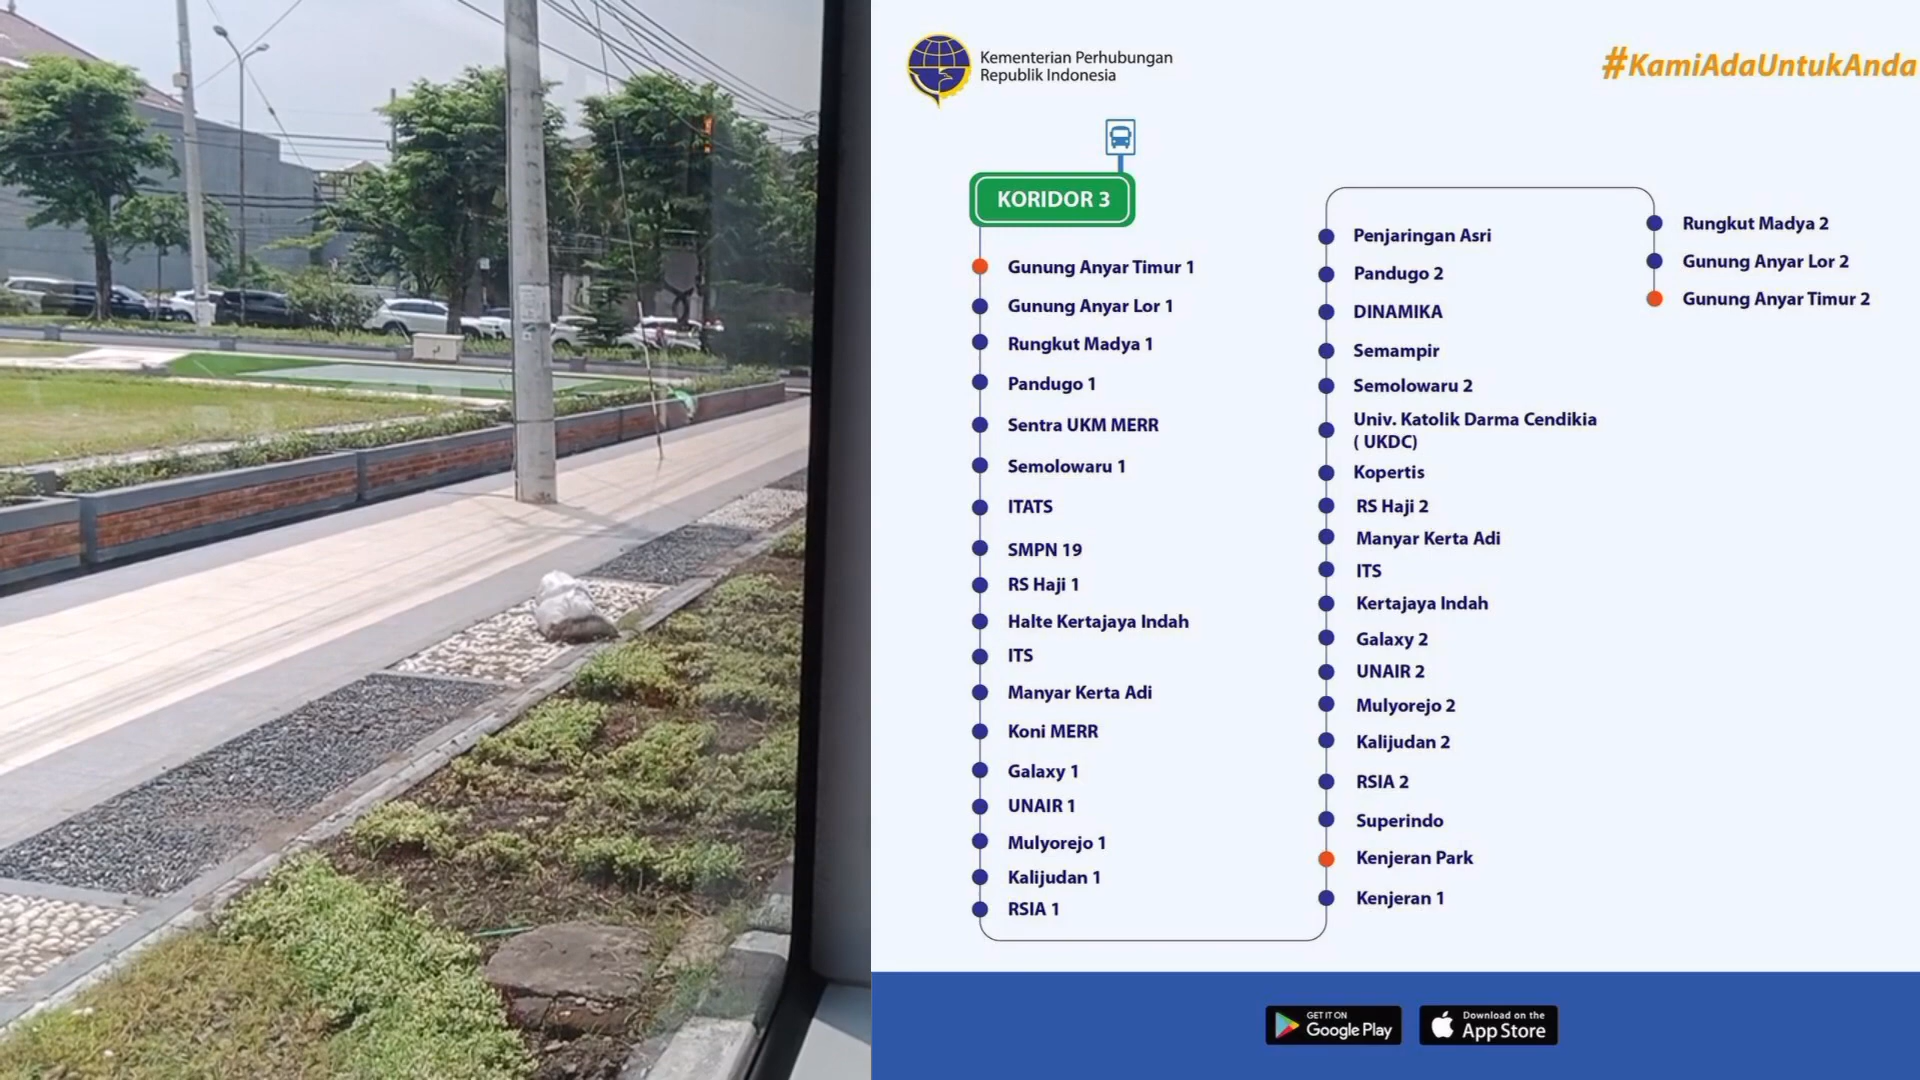 Kementerian Perhubungan
Republik Indonesia
#KamiAdaUntukAnda
KORIDOR 3
Gunung Anyar Timur 1
Gunung Anyar Lor 1
Rungkut Madya 1
Pandugo 1
Sentra UKM MERR
Semolowaru 1
ITATS
SMPN 19
RS Haji 1
Halte Kertajaya Indah
ITS
Manyar Kerta Adi
Koni MERR
Galaxy 1
UNAIR 1
Mulyorejo 1
Kalijudan 1
RSIA 1
Penjaringan Asri
Pandugo 2
DINAMIKA
Semampir
Semolowaru 2
Univ. Katolik Darma Cendikia
( UKDC)
Kopertis
RS Haji 2
Manyar Kerta Adi
ITS
Kertajaya Indah
Galaxy 2
UNAIR 2
Mulyorejo 2
Kalijudan 2
RSIA 2
Superindo
Kenjeran Park
Kenjeran 1
Rungkut Madya 2
Gunung Anyar Lor 2
Gunung Anyar Timur 2
GET IT ON
Google Play
Download on the
App Store